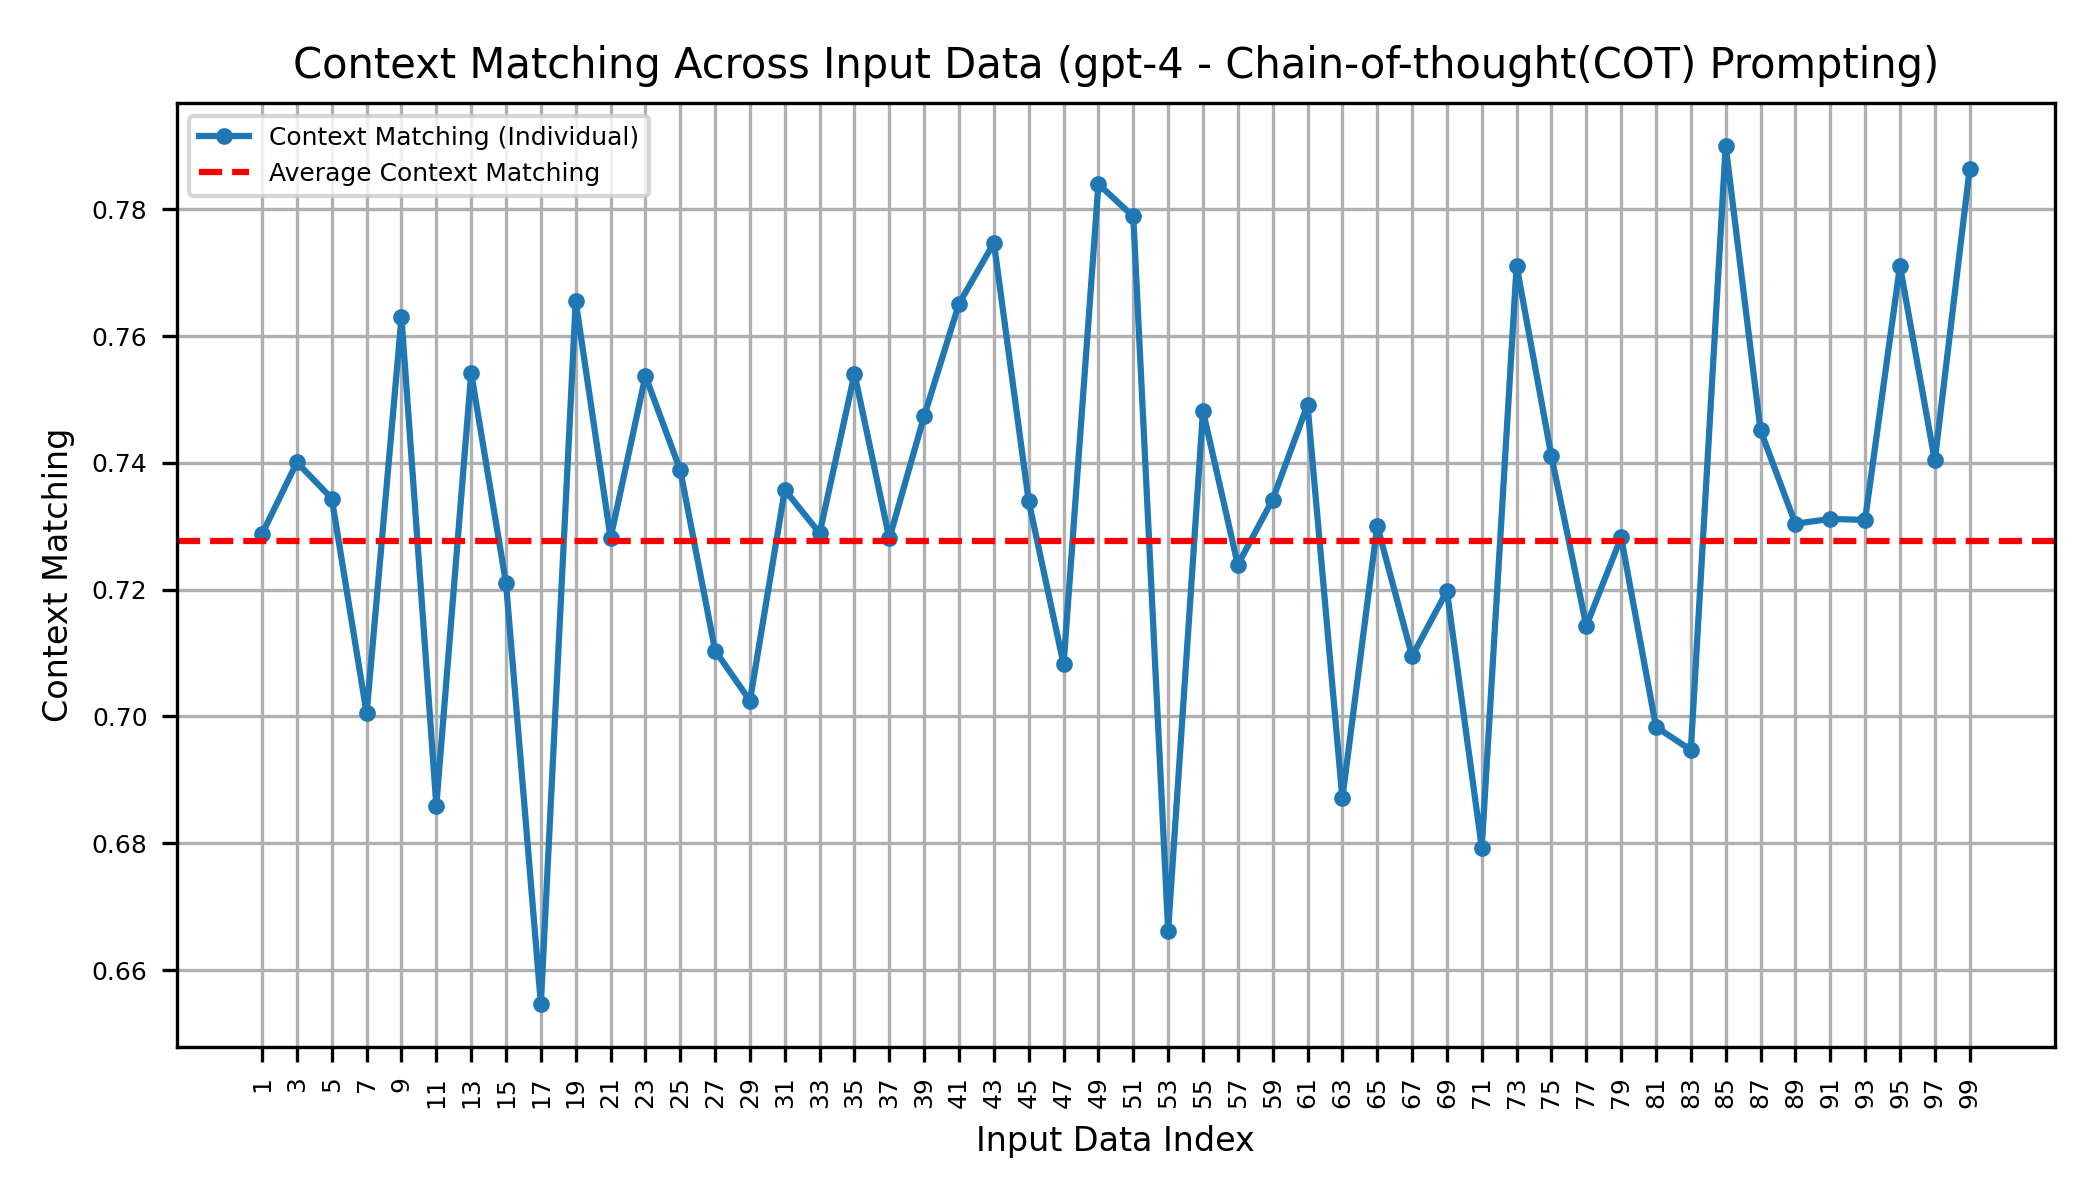 Context Matching Across Input Data (gpt-4 - Chain-of-thought(COT) Prompting)
Context Matching (Individual)
Average Context Matching
Context Matching
0.78
0.76
0.74
0.72
0.70
0.68
0.66
1 3 5 7 9 11 13 15 17 19 21 23 25 27 29 31 33 35 37 39 41 43 45 47 49 51 53 55 57 59 61 63 65 67 69 71 73 75 77 79 81 83 85 87 89 91 93 95 97 99
Input Data Index